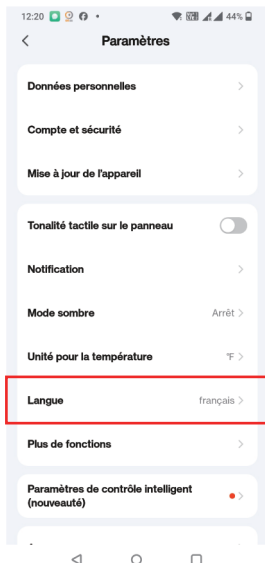 12:20 44%
Paramètres
Données personnelles
Compte et sécurité
Mise à jour de l'appareil
Tonalité tactile sur le panneau
Notification
Mode sombre Arrêt
Unité pour la température °F
Langue français
Plus de fonctions
Paramètres de contrôle intelligent
(nouveauté)